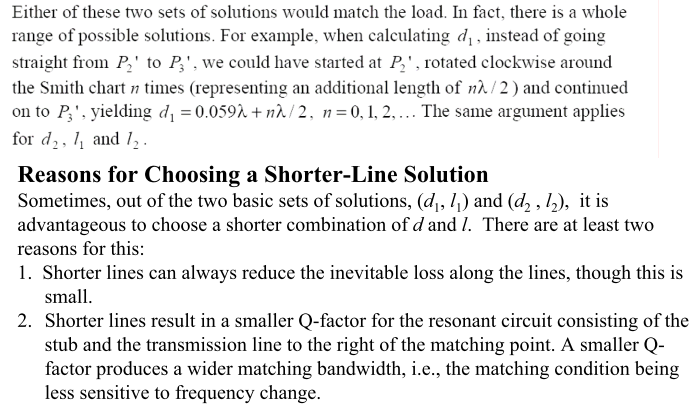 Either of these two sets of solutions would match the load. In fact, there is a whole
range of possible solutions. For example, when calculating d₁, instead of going
straight from P₂' to P₃', we could have started at P₂', rotated clockwise around
the Smith chart n times (representing an additional length of nλ/2) and continued
on to P₃', yielding d₁ = 0.059λ + nλ/2, n = 0, 1, 2, ... The same argument applies
for d₂, l₁ and l₂.
Reasons for Choosing a Shorter-Line Solution
Sometimes, out of the two basic sets of solutions, (d₁, l₁) and (d₂ , l₂), it is
advantageous to choose a shorter combination of d and l. There are at least two
reasons for this:
1. Shorter lines can always reduce the inevitable loss along the lines, though this is
small.
2. Shorter lines result in a smaller Q-factor for the resonant circuit consisting of the
stub and the transmission line to the right of the matching point. A smaller Q-
factor produces a wider matching bandwidth, i.e., the matching condition being
less sensitive to frequency change.